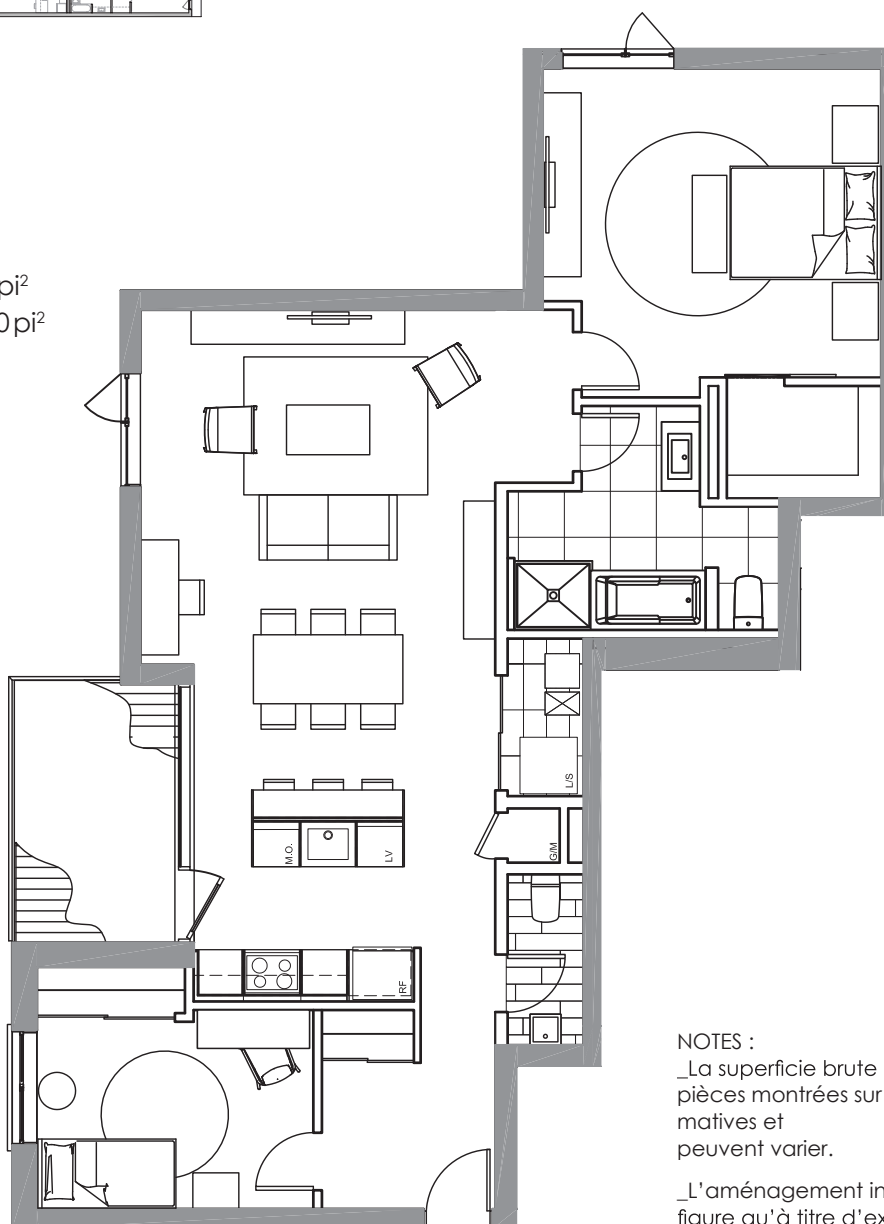 pi²
0 pi²
L/S
M.O.
LV
G/M
RF
NOTES :
_La superficie brute
pièces montrées sur
matives et
peuvent varier.
_L'aménagement in
figure qu'à titre d'ex